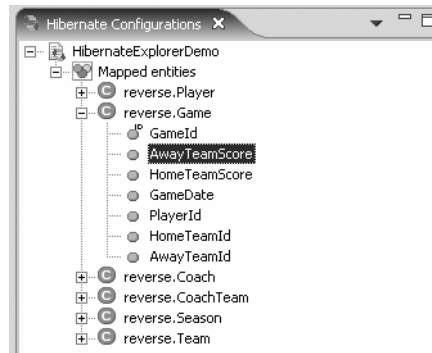 Hibernate Configurations
HibernateExplorerDemo
Mapped entities
reverse.Player
reverse.Game
GameId
AwayTeamScore
HomeTeamScore
GameDate
PlayerId
HomeTeamId
AwayTeamId
reverse.Coach
reverse.CoachTeam
reverse.Season
reverse.Team